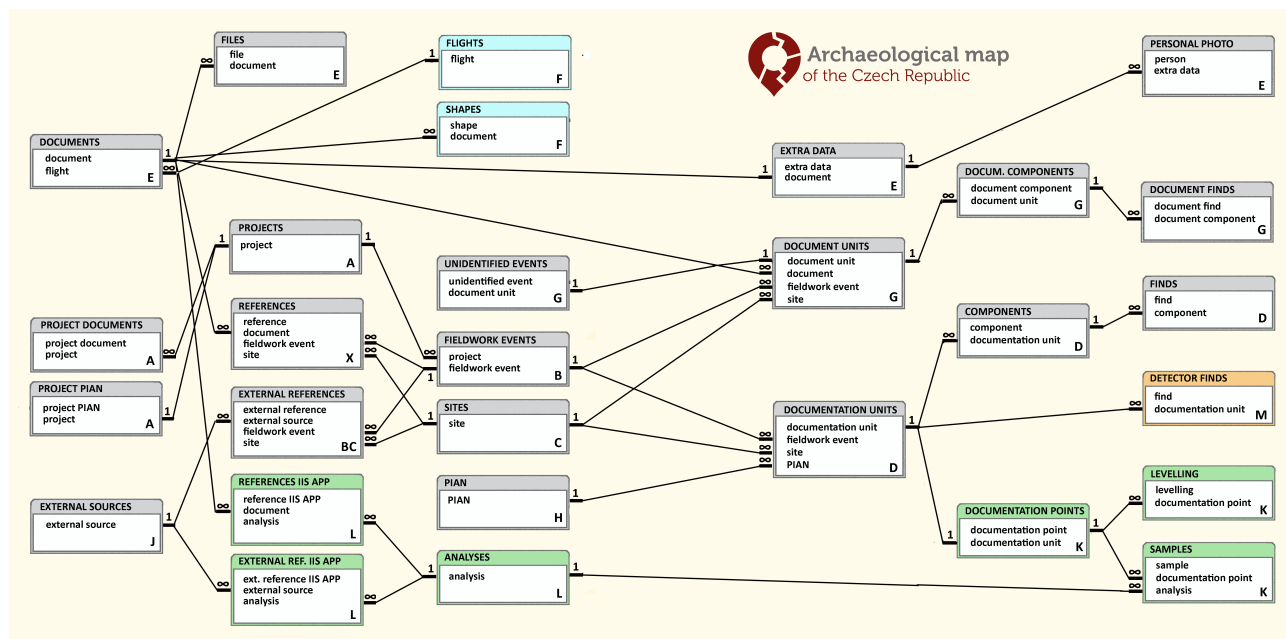 FILES
file
document
E
FLIGHTS
flight
F
SHAPES
shape
document
F
Archaeological map
of the Czech Republic
PERSONAL PHOTO
person
extra data
E
DOCUMENTS
document
flight
E
EXTRA DATA
extra data
document
E
DOCUM. COMPONENTS
document component
document unit
G
DOCUMENT FINDS
document find
document component
G
PROJECTS
project
A
UNIDENTIFIED EVENTS
unidentified event
document unit
G
DOCUMENT UNITS
document unit
document
fieldwork event
site
G
PROJECT DOCUMENTS
project document
project
A
REFERENCES
reference
document
fieldwork event
site
X
FIELDWORK EVENTS
project
fieldwork event
B
COMPONENTS
component
documentation unit
D
FINDS
find
component
D
PROJECT PIAN
project PIAN
project
A
EXTERNAL REFERENCES
external reference
external source
fieldwork event
site
BC
SITES
site
C
DOCUMENTATION UNITS
documentation unit
fieldwork event
site
PIAN
D
DETECTOR FINDS
find
documentation unit
M
EXTERNAL SOURCES
external source
J
REFERENCES IIS APP
reference IIS APP
document
analysis
L
PIAN
PIAN
H
DOCUMENTATION POINTS
documentation point
documentation unit
K
LEVELLING
levelling
documentation point
K
EXTERNAL REF. IIS APP
ext. reference IIS APP
external source
analysis
L
ANALYSES
analysis
L
SAMPLES
sample
documentation point
analysis
K
1
∞
1
∞
1
∞
1
∞
1
1
∞
1
∞
1
1
1
1
∞
∞
∞
1
∞
1
∞
∞
∞
∞
1
1
1
∞
1
∞
∞
∞
1
1
∞
∞
∞
1
∞
1
∞
1
∞
1
1
∞
∞
∞
1
1
∞
∞